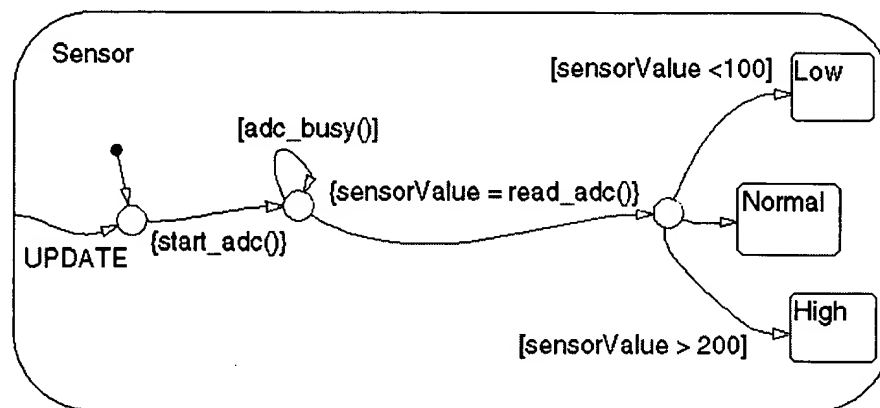 Sensor
[sensorValue <100]
Low
[adc_busy()]
{sensorValue = read_adc()}
Normal
{start_adc()}
UPDATE
High
[sensorValue > 200]